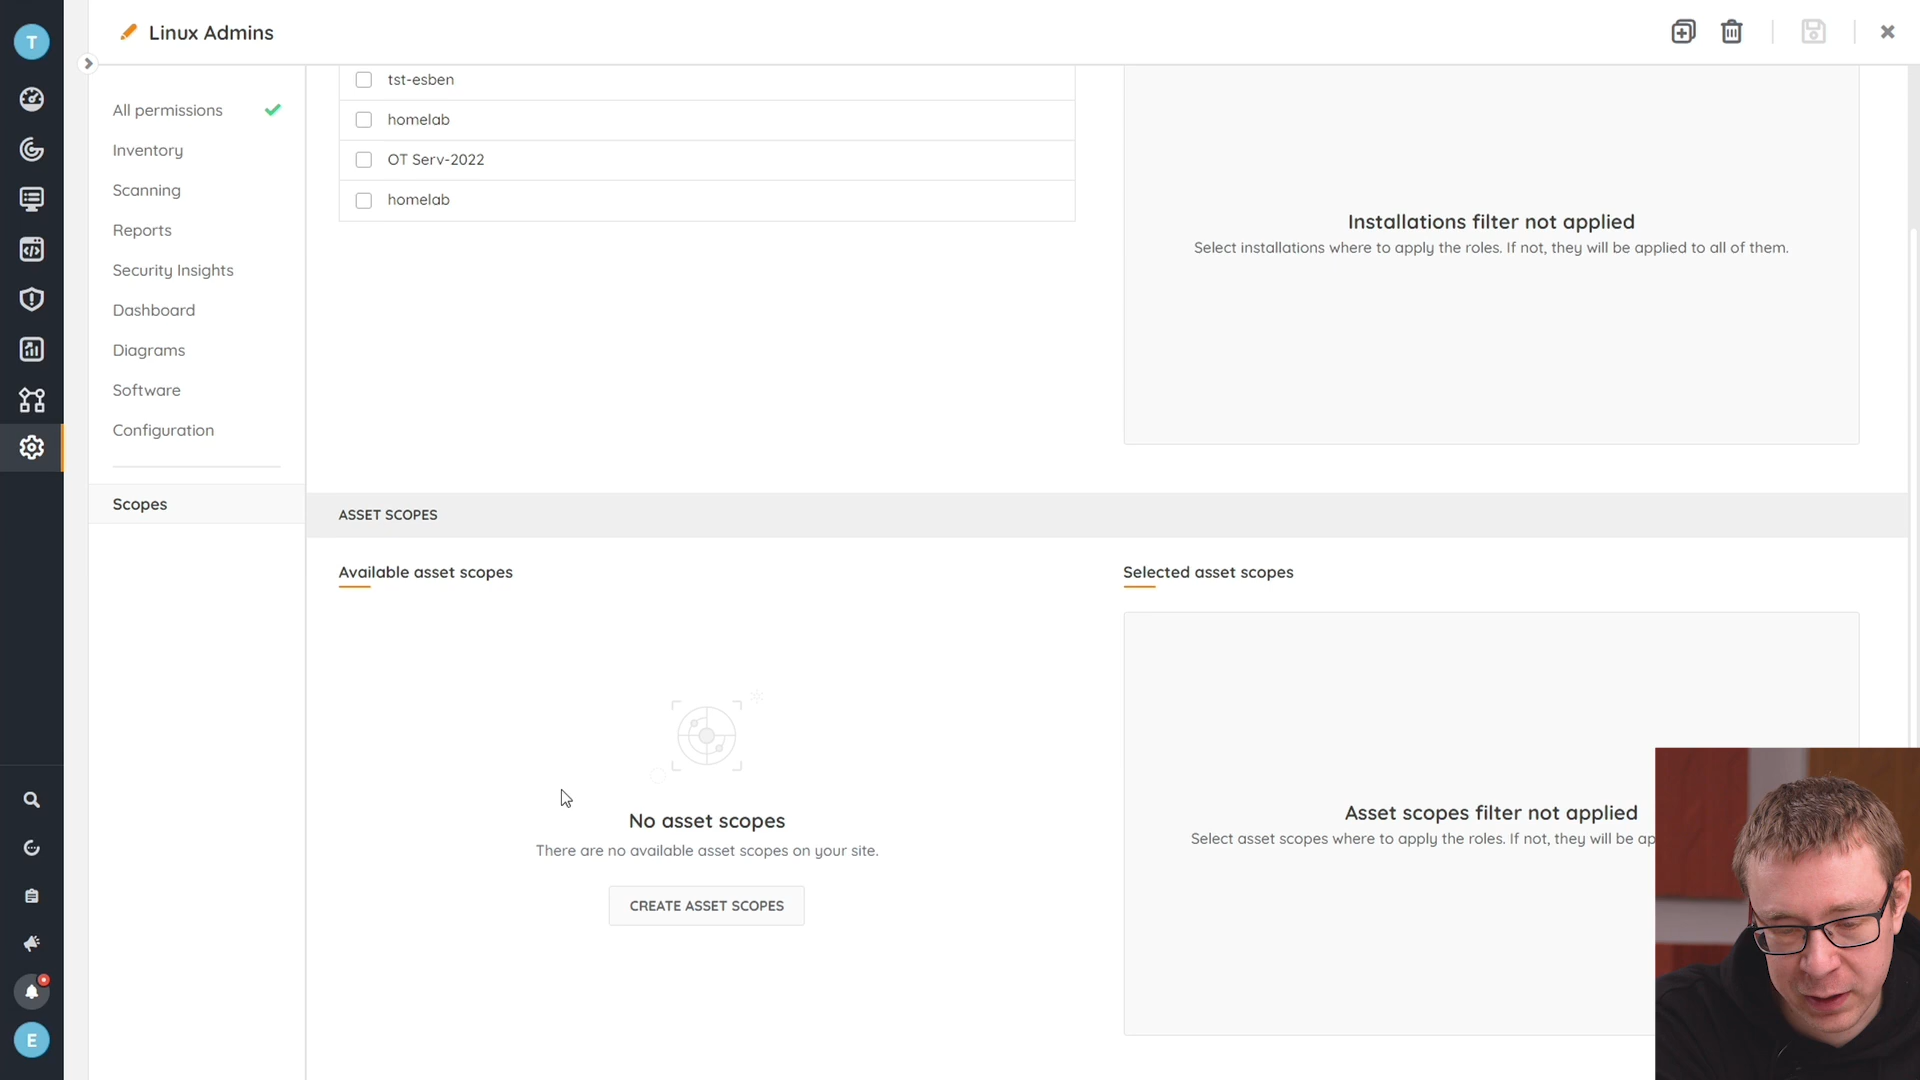 T
Linux Admins
All permissions
Inventory
Scanning
Reports
Security Insights
Dashboard
Diagrams
Software
Configuration
Scopes
tst-esben
homelab
OT Serv-2022
homelab
Installations filter not applied
Select installations where to apply the roles. If not, they will be applied to all of them.
ASSET SCOPES
Available asset scopes
No asset scopes
There are no available asset scopes on your site.
CREATE ASSET SCOPES
Selected asset scopes
Asset scopes filter not applied
Select asset scopes where to apply the roles. If not, they will be ap
E